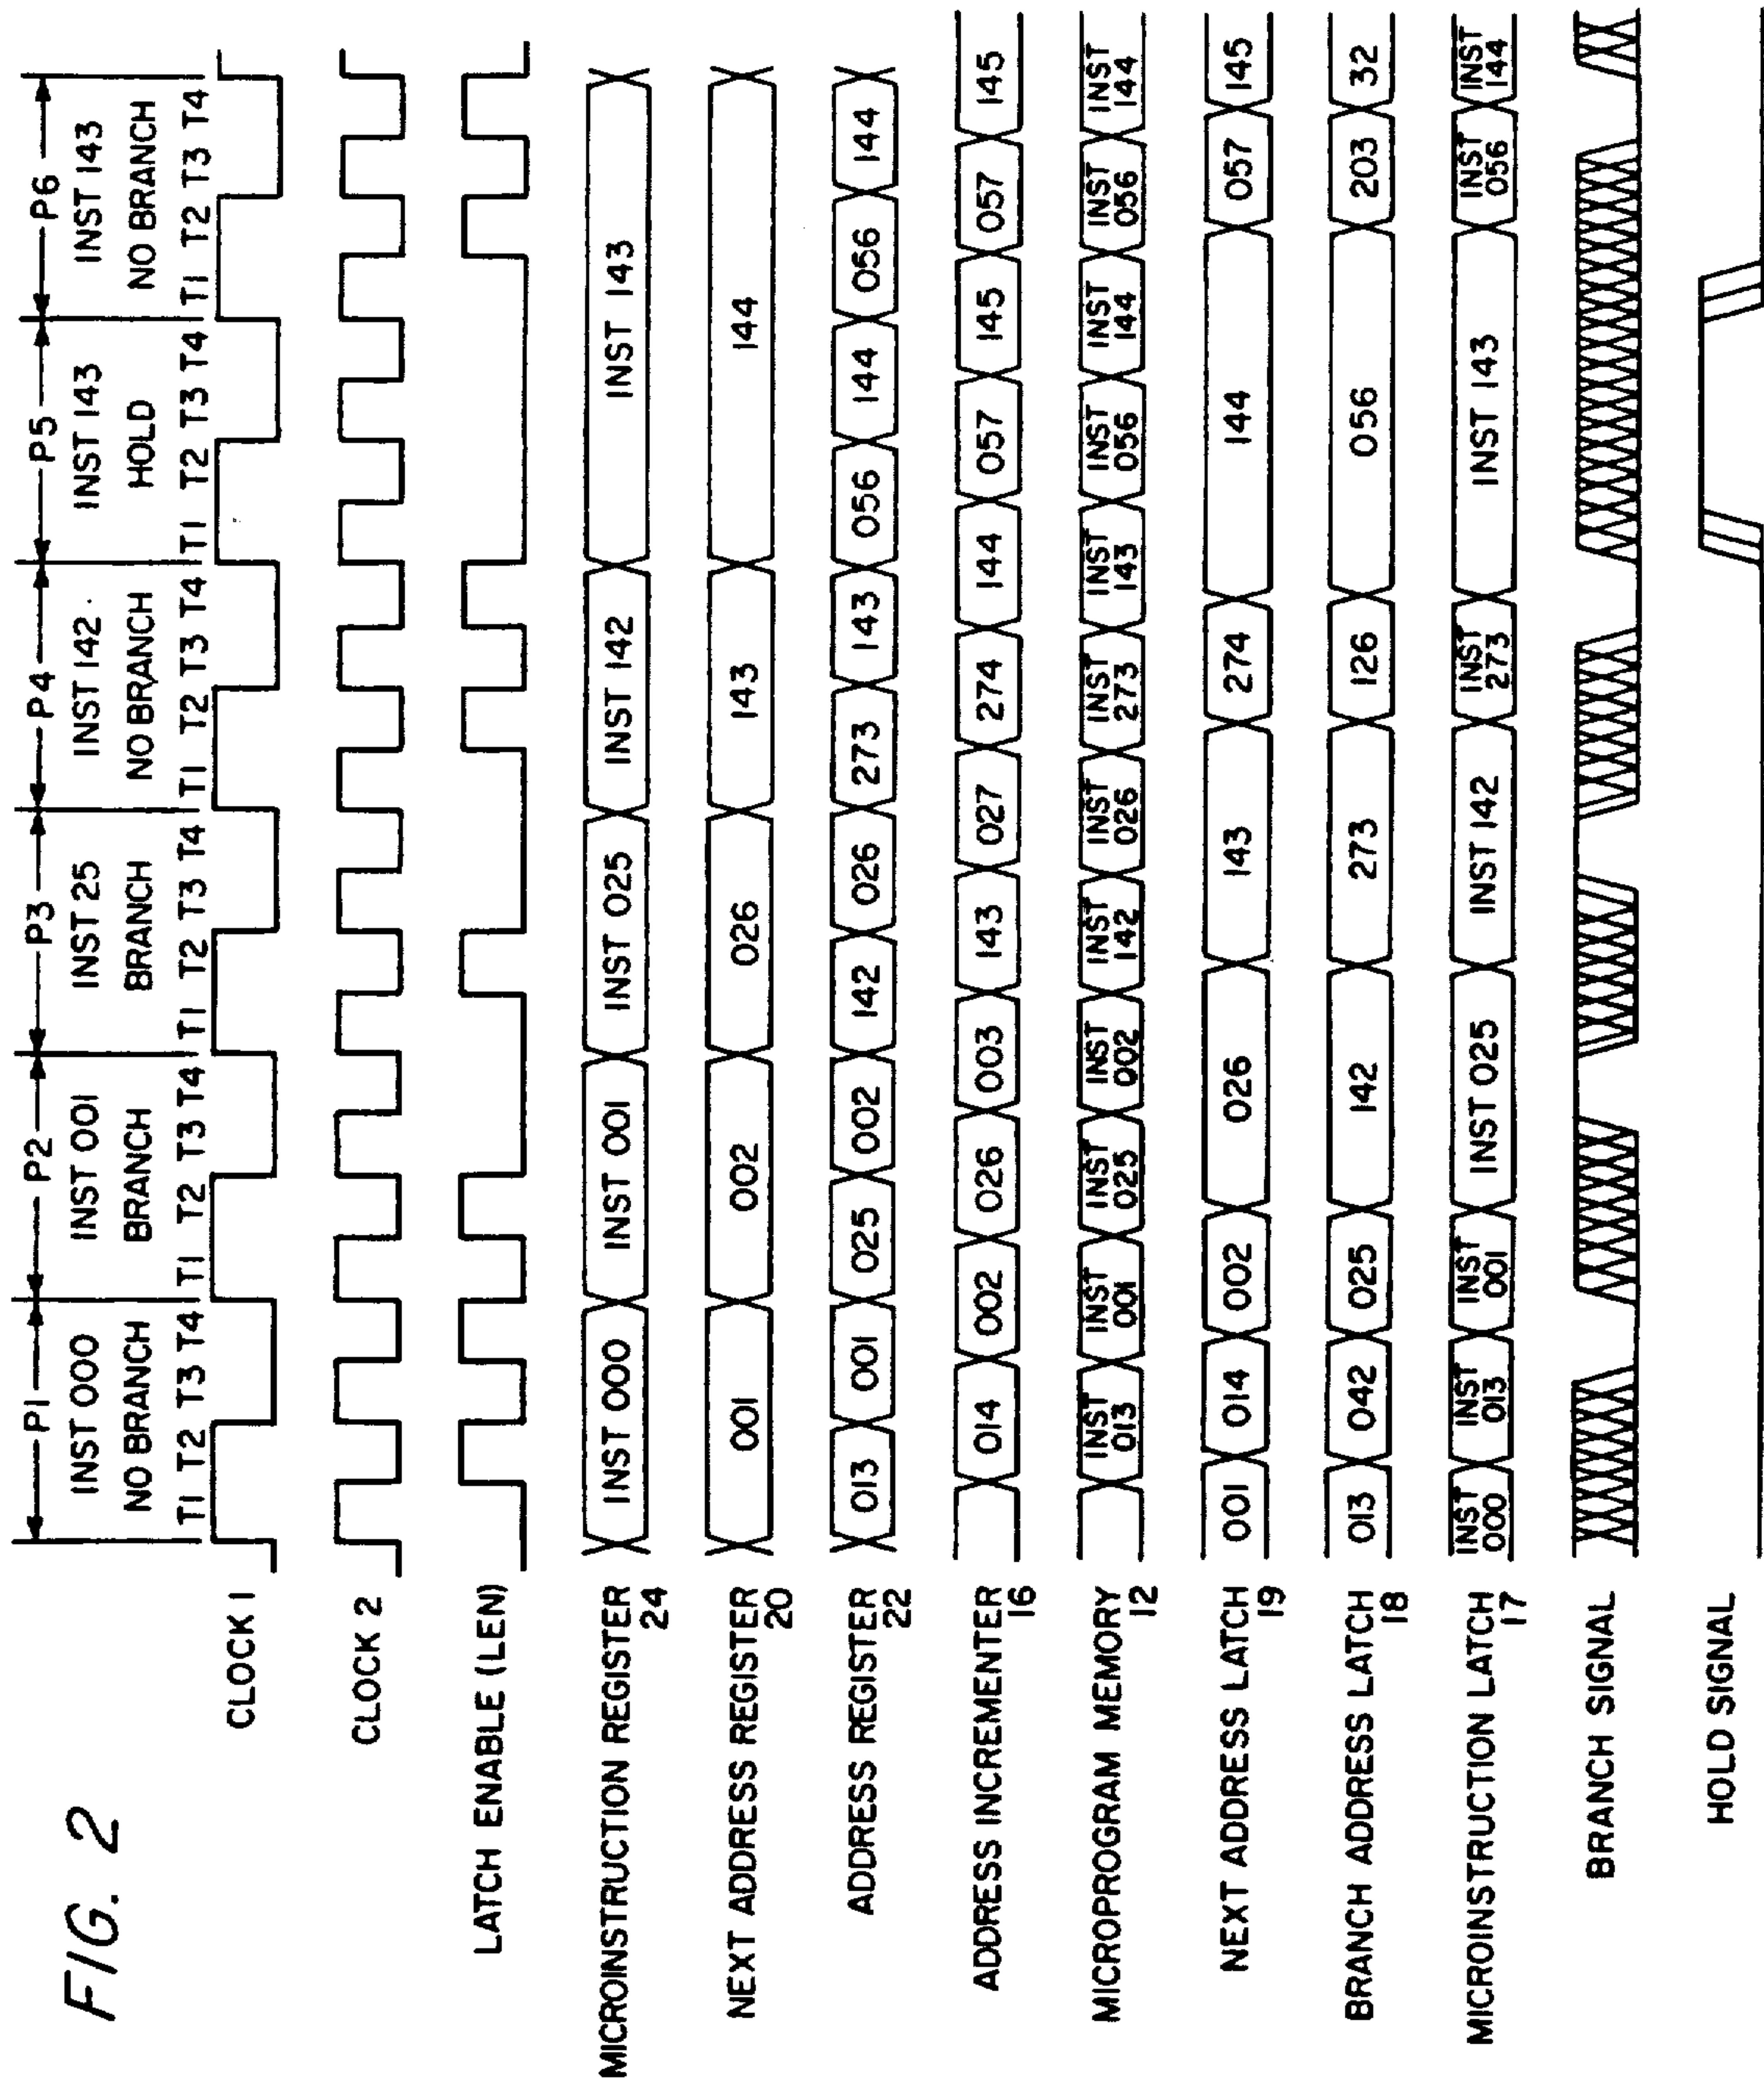 FIG. 2
P1 P2 P3 P4 P5 P6
INST 000 INST 001 INST 25 INST 142 INST 143 INST 143
NO BRANCH BRANCH BRANCH NO BRANCH HOLD NO BRANCH
T1 T2 T3 T4 T1 T2 T3 T4 T1 T2 T3 T4 T1 T2 T3 T4 T1 T2 T3 T4 T1 T2 T3 T4
CLOCK 1
CLOCK 2
LATCH ENABLE (LEN)
MICROINSTRUCTION REGISTER INST 000 INST 001 INST 025 INST 142 INST 143
24
NEXT ADDRESS REGISTER 001 002 026 143 144
20
ADDRESS REGISTER 013 001 025 002 142 026 273 143 056 144 056 144
22
ADDRESS INCREMENTER 014 002 026 003 143 027 274 144 057 145 057 145
16
MICROPROGRAM MEMORY INST 013 INST 001 INST 025 INST 002 INST 142 INST 026 INST 273 INST 143 INST 056 INST 144 INST 056 INST 144
12
NEXT ADDRESS LATCH 001 014 002 026 143 274 144 057 145
19
BRANCH ADDRESS LATCH 013 042 025 142 273 126 056 203 32
18
MICROINSTRUCTION LATCH INST 000 INST 013 INST 001 INST 025 INST 142 INST 273 INST 143 INST 056 INST 144
17
BRANCH SIGNAL
HOLD SIGNAL